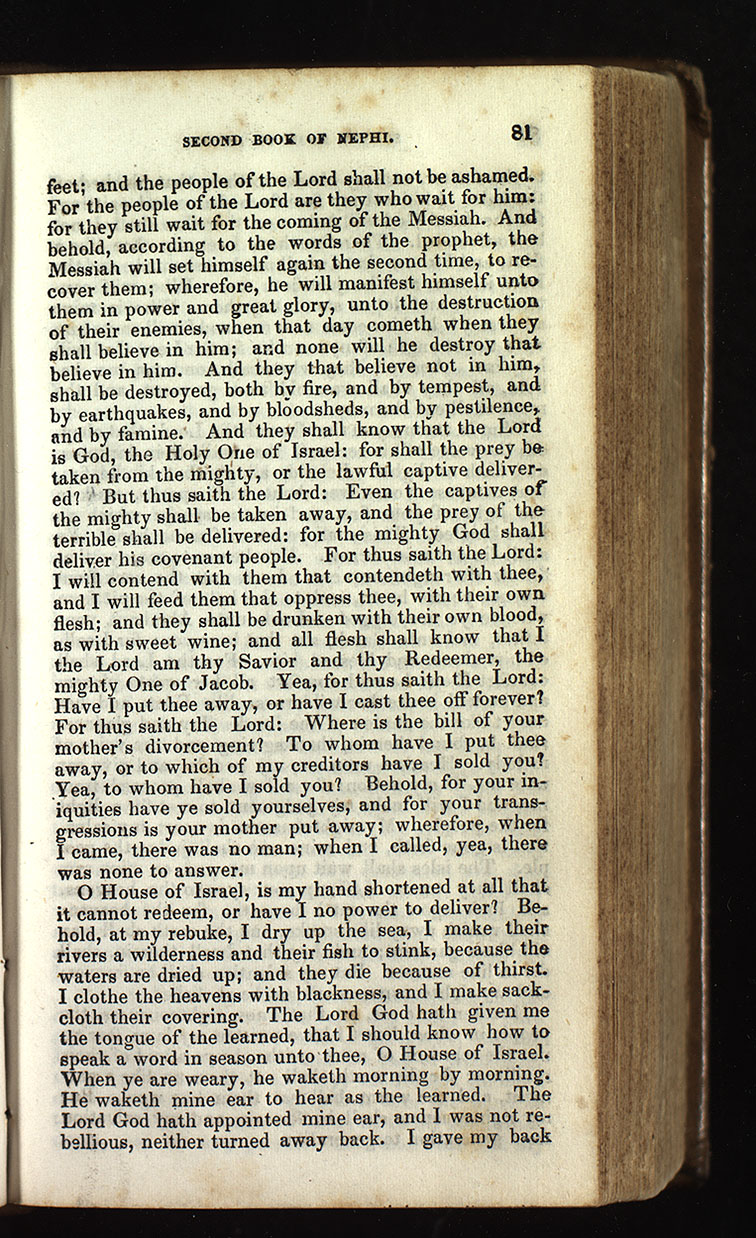 SECOND BOOK OF NEPHI. 81
feet; and the people of the Lord shall not be ashamed.
For the people of the Lord are they who wait for him:
for they still wait for the coming of the Messiah. And
behold, according to the words of the prophet, the
Messiah will set himself again the second time, to re-
cover them; wherefore, he will manifest himself unto
them in power and great glory, unto the destruction
of their enemies, when that day cometh when they
shall believe in him; and none will he destroy that
believe in him. And they that believe not in him,
shall be destroyed, both by fire, and by tempest, and
by earthquakes, and by bloodsheds, and by pestilence,
and by famine. And they shall know that the Lord
is God, the Holy One of Israel: for shall the prey be
taken from the mighty, or the lawful captive deliver-
ed? But thus saith the Lord: Even the captives of
the mighty shall be taken away, and the prey of the
terrible shall be delivered: for the mighty God shall
deliver his covenant people. For thus saith the Lord:
I will contend with them that contendeth with thee,
and I will feed them that oppress thee, with their own
flesh; and they shall be drunken with their own blood,
as with sweet wine; and all flesh shall know that I
the Lord am thy Savior and thy Redeemer, the
mighty One of Jacob. Yea, for thus saith the Lord:
Have I put thee away, or have I cast thee off forever?
For thus saith the Lord: Where is the bill of your
mother's divorcement? To whom have I put thee
away, or to which of my creditors have I sold you?
Yea, to whom have I sold you? Behold, for your in-
iquities have ye sold yourselves, and for your trans-
gressions is your mother put away; wherefore, when
I came, there was no man; when I called, yea, there
was none to answer.
O House of Israel, is my hand shortened at all that
it cannot redeem, or have I no power to deliver? Be-
hold, at my rebuke, I dry up the sea, I make their
rivers a wilderness and their fish to stink, because the
waters are dried up; and they die because of thirst.
I clothe the heavens with blackness, and I make sack-
cloth their covering. The Lord God hath given me
the tongue of the learned, that I should know how to
speak a word in season unto thee, O House of Israel.
When ye are weary, he waketh morning by morning.
He waketh mine ear to hear as the learned. The
Lord God hath appointed mine ear, and I was not re-
bellious, neither turned away back. I gave my back